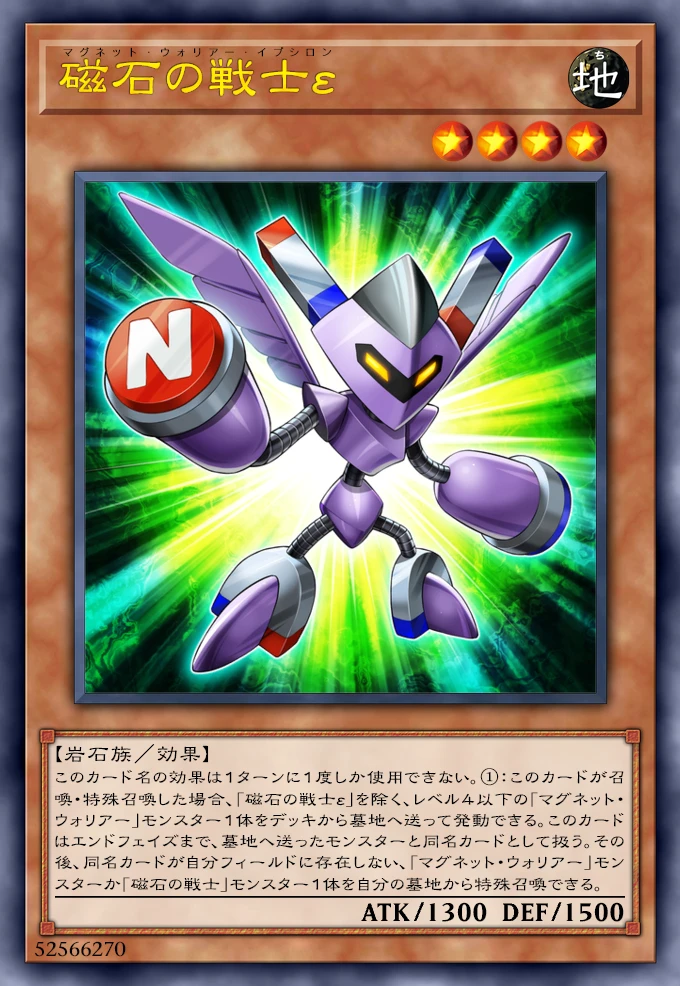 マグネット・ウォリアー・イプシロン
磁石の戦士ε
ち
地
N
【岩石族／効果】
このカード名の効果は1ターンに1度しか使用できない。①：このカードが召
喚・特殊召喚した場合、「磁石の戦士ε」を除く、レベル4以下の「マグネット・
ウォリアー」モンスター1体をデッキから墓地へ送って発動できる。このカード
はエンドフェイズまで、墓地へ送ったモンスターと同名カードとして扱う。その
後、同名カードが自分フィールドに存在しない、「マグネット・ウォリアー」モン
スターか「磁石の戦士」モンスター1体を自分の墓地から特殊召喚できる。
ATK/1300 DEF/1500
52566270